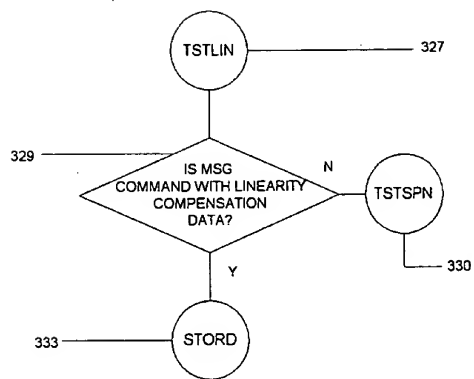 TSTLIN
327
329
IS MSG
COMMAND WITH LINEARITY
COMPENSATION
DATA?
N
TSTSPN
330
Y
333
STORD